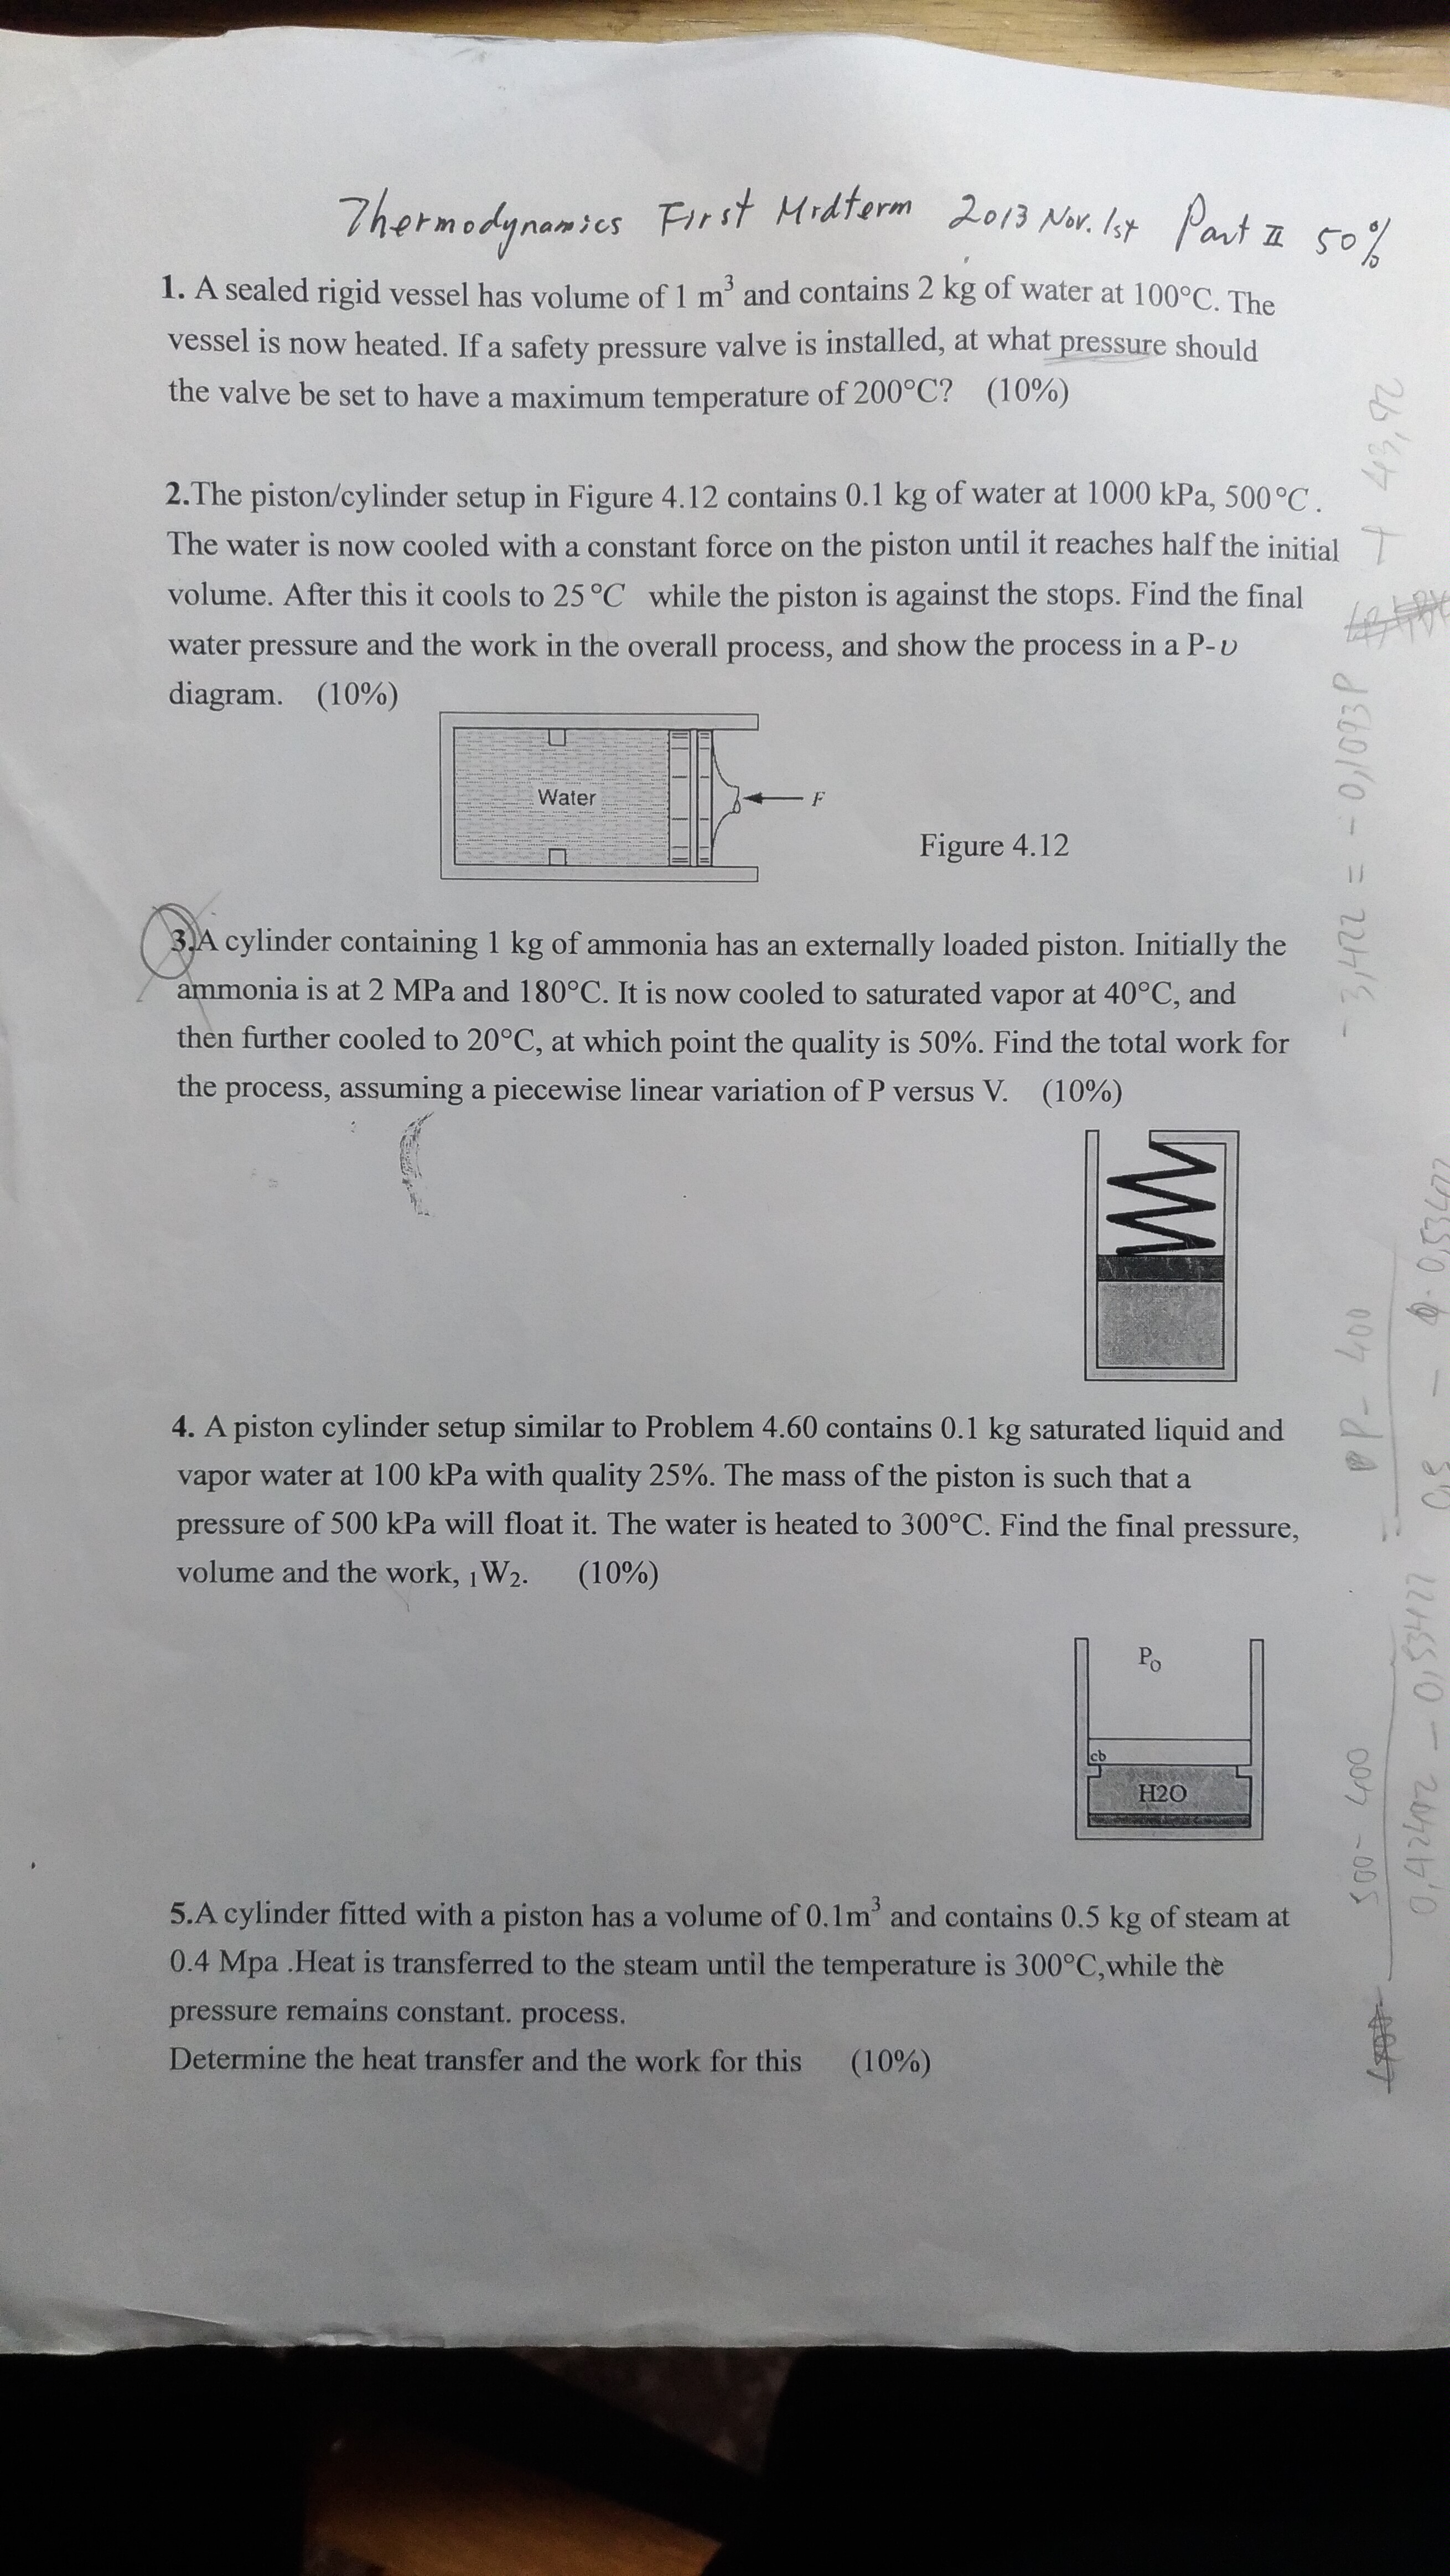 Thermodynamics First Midterm 2013 Nov. 1st Part II 50%
1. A sealed rigid vessel has volume of 1 m³ and contains 2 kg of water at 100°C. The
vessel is now heated. If a safety pressure valve is installed, at what pressure should
the valve be set to have a maximum temperature of 200°C? (10%)
2.The piston/cylinder setup in Figure 4.12 contains 0.1 kg of water at 1000 kPa, 500°C.
The water is now cooled with a constant force on the piston until it reaches half the initial
volume. After this it cools to 25°C while the piston is against the stops. Find the final
water pressure and the work in the overall process, and show the process in a P-υ
diagram. (10%)
Water
F
Figure 4.12
3.A cylinder containing 1 kg of ammonia has an externally loaded piston. Initially the
ammonia is at 2 MPa and 180°C. It is now cooled to saturated vapor at 40°C, and
then further cooled to 20°C, at which point the quality is 50%. Find the total work for
the process, assuming a piecewise linear variation of P versus V. (10%)
4. A piston cylinder setup similar to Problem 4.60 contains 0.1 kg saturated liquid and
vapor water at 100 kPa with quality 25%. The mass of the piston is such that a
pressure of 500 kPa will float it. The water is heated to 300°C. Find the final pressure,
volume and the work, ₁W₂. (10%)
P₀
cb
H2O
5.A cylinder fitted with a piston has a volume of 0.1m³ and contains 0.5 kg of steam at
0.4 Mpa .Heat is transferred to the steam until the temperature is 300°C,while the
pressure remains constant. process.
Determine the heat transfer and the work for this (10%)
500 - 400
0,42492 - 0,53422
=
P - 400
- 3,422 = - 0,1093P + 43,72